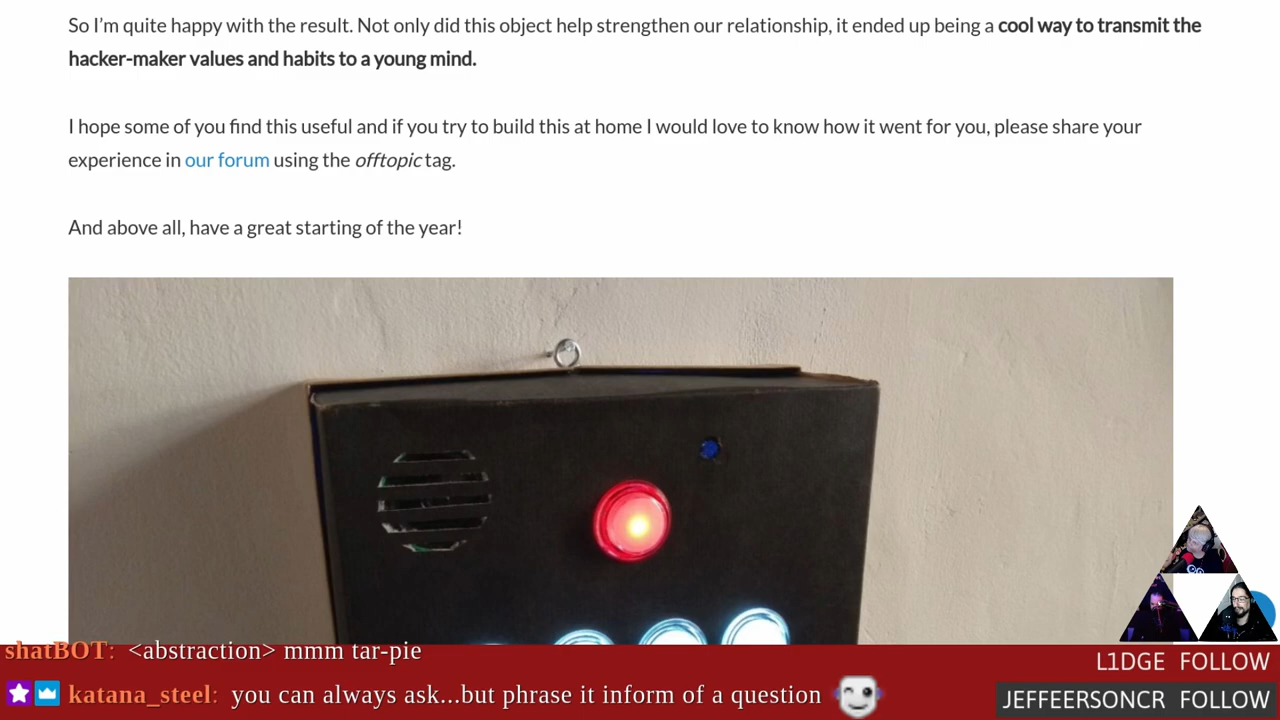 So I’m quite happy with the result. Not only did this object help strengthen our relationship, it ended up being a cool way to transmit the
hacker-maker values and habits to a young mind.
I hope some of you find this useful and if you try to build this at home I would love to know how it went for you, please share your
experience in our forum using the offtopic tag.
And above all, have a great starting of the year!
shatBOT: <abstraction> mmm tar-pie
katana_steel: you can always ask...but phrase it inform of a question
L1DGE FOLLOW
JEFFEERSONCR FOLLOW